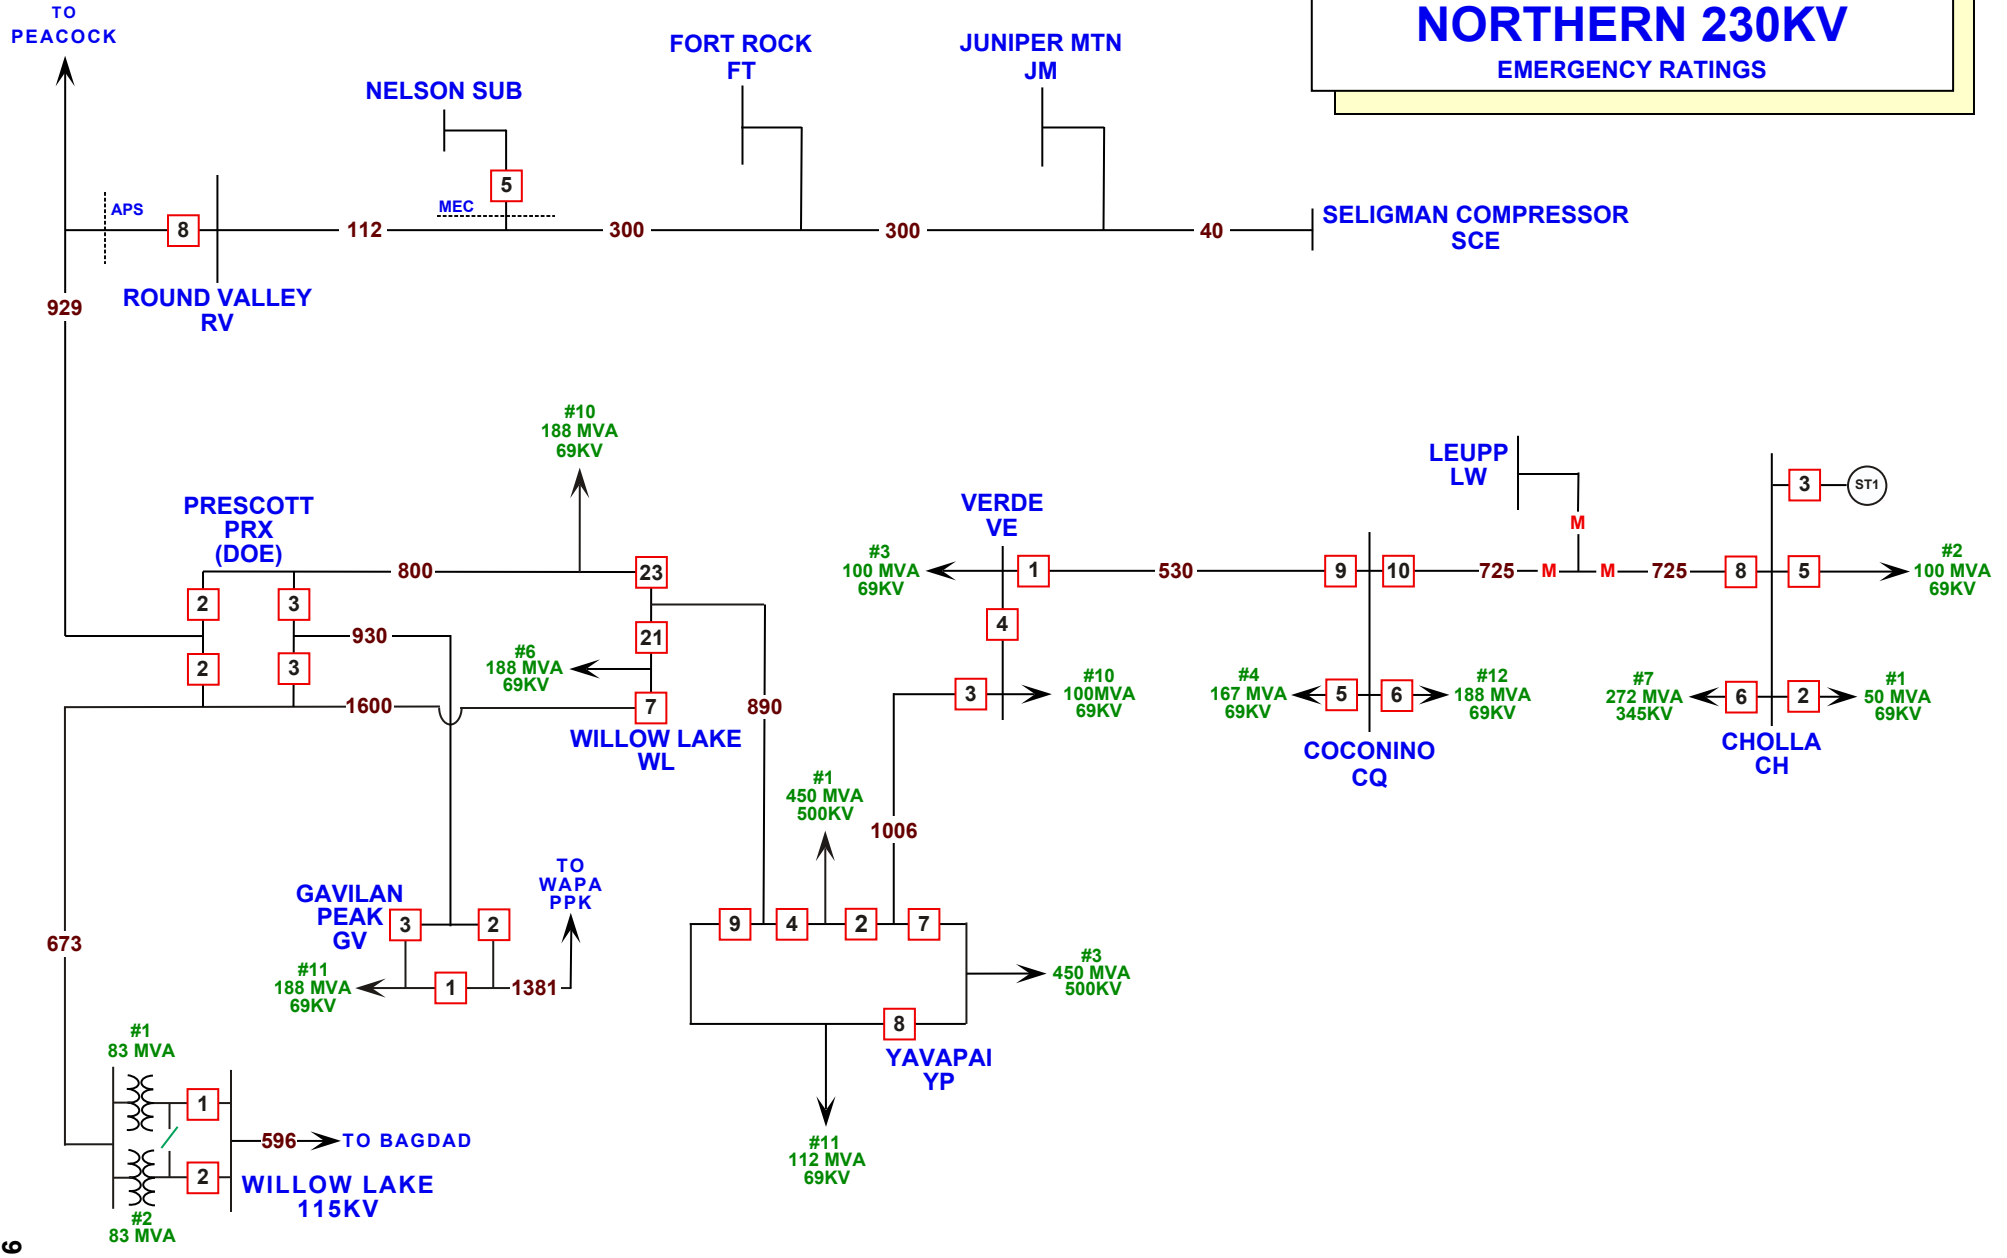 TO
PEACOCK
NORTHERN 230KV
EMERGENCY RATINGS
FORT ROCK
FT
JUNIPER MTN
JM
NELSON SUB
5
MEC
APS
8
112
300
300
40
SELIGMAN COMPRESSOR
SCE
ROUND VALLEY
RV
929
#10
188 MVA
69KV
PRESCOTT
PRX
(DOE)
800
23
2
3
930
21
2
3
#6
188 MVA
69KV
1600
7
890
WILLOW LAKE
WL
VERDE
VE
#3
100 MVA
69KV
1
530
9
10
725
M
M
M
725
LEUPP
LW
8
5
3
ST1
#2
100 MVA
69KV
4
3
#10
100MVA
69KV
#4
167 MVA
69KV
5
6
#12
188 MVA
69KV
#7
272 MVA
345KV
6
2
#1
50 MVA
69KV
COCONINO
CQ
CHOLLA
CH
#1
450 MVA
500KV
1006
TO
WAPA
PPK
GAVILAN
PEAK
GV
3
2
1
1381
#11
188 MVA
69KV
9
4
2
7
#3
450 MVA
500KV
8
YAVAPAI
YP
#11
112 MVA
69KV
673
#1
83 MVA
1
596
TO BAGDAD
2
WILLOW LAKE
115KV
#2
83 MVA
9